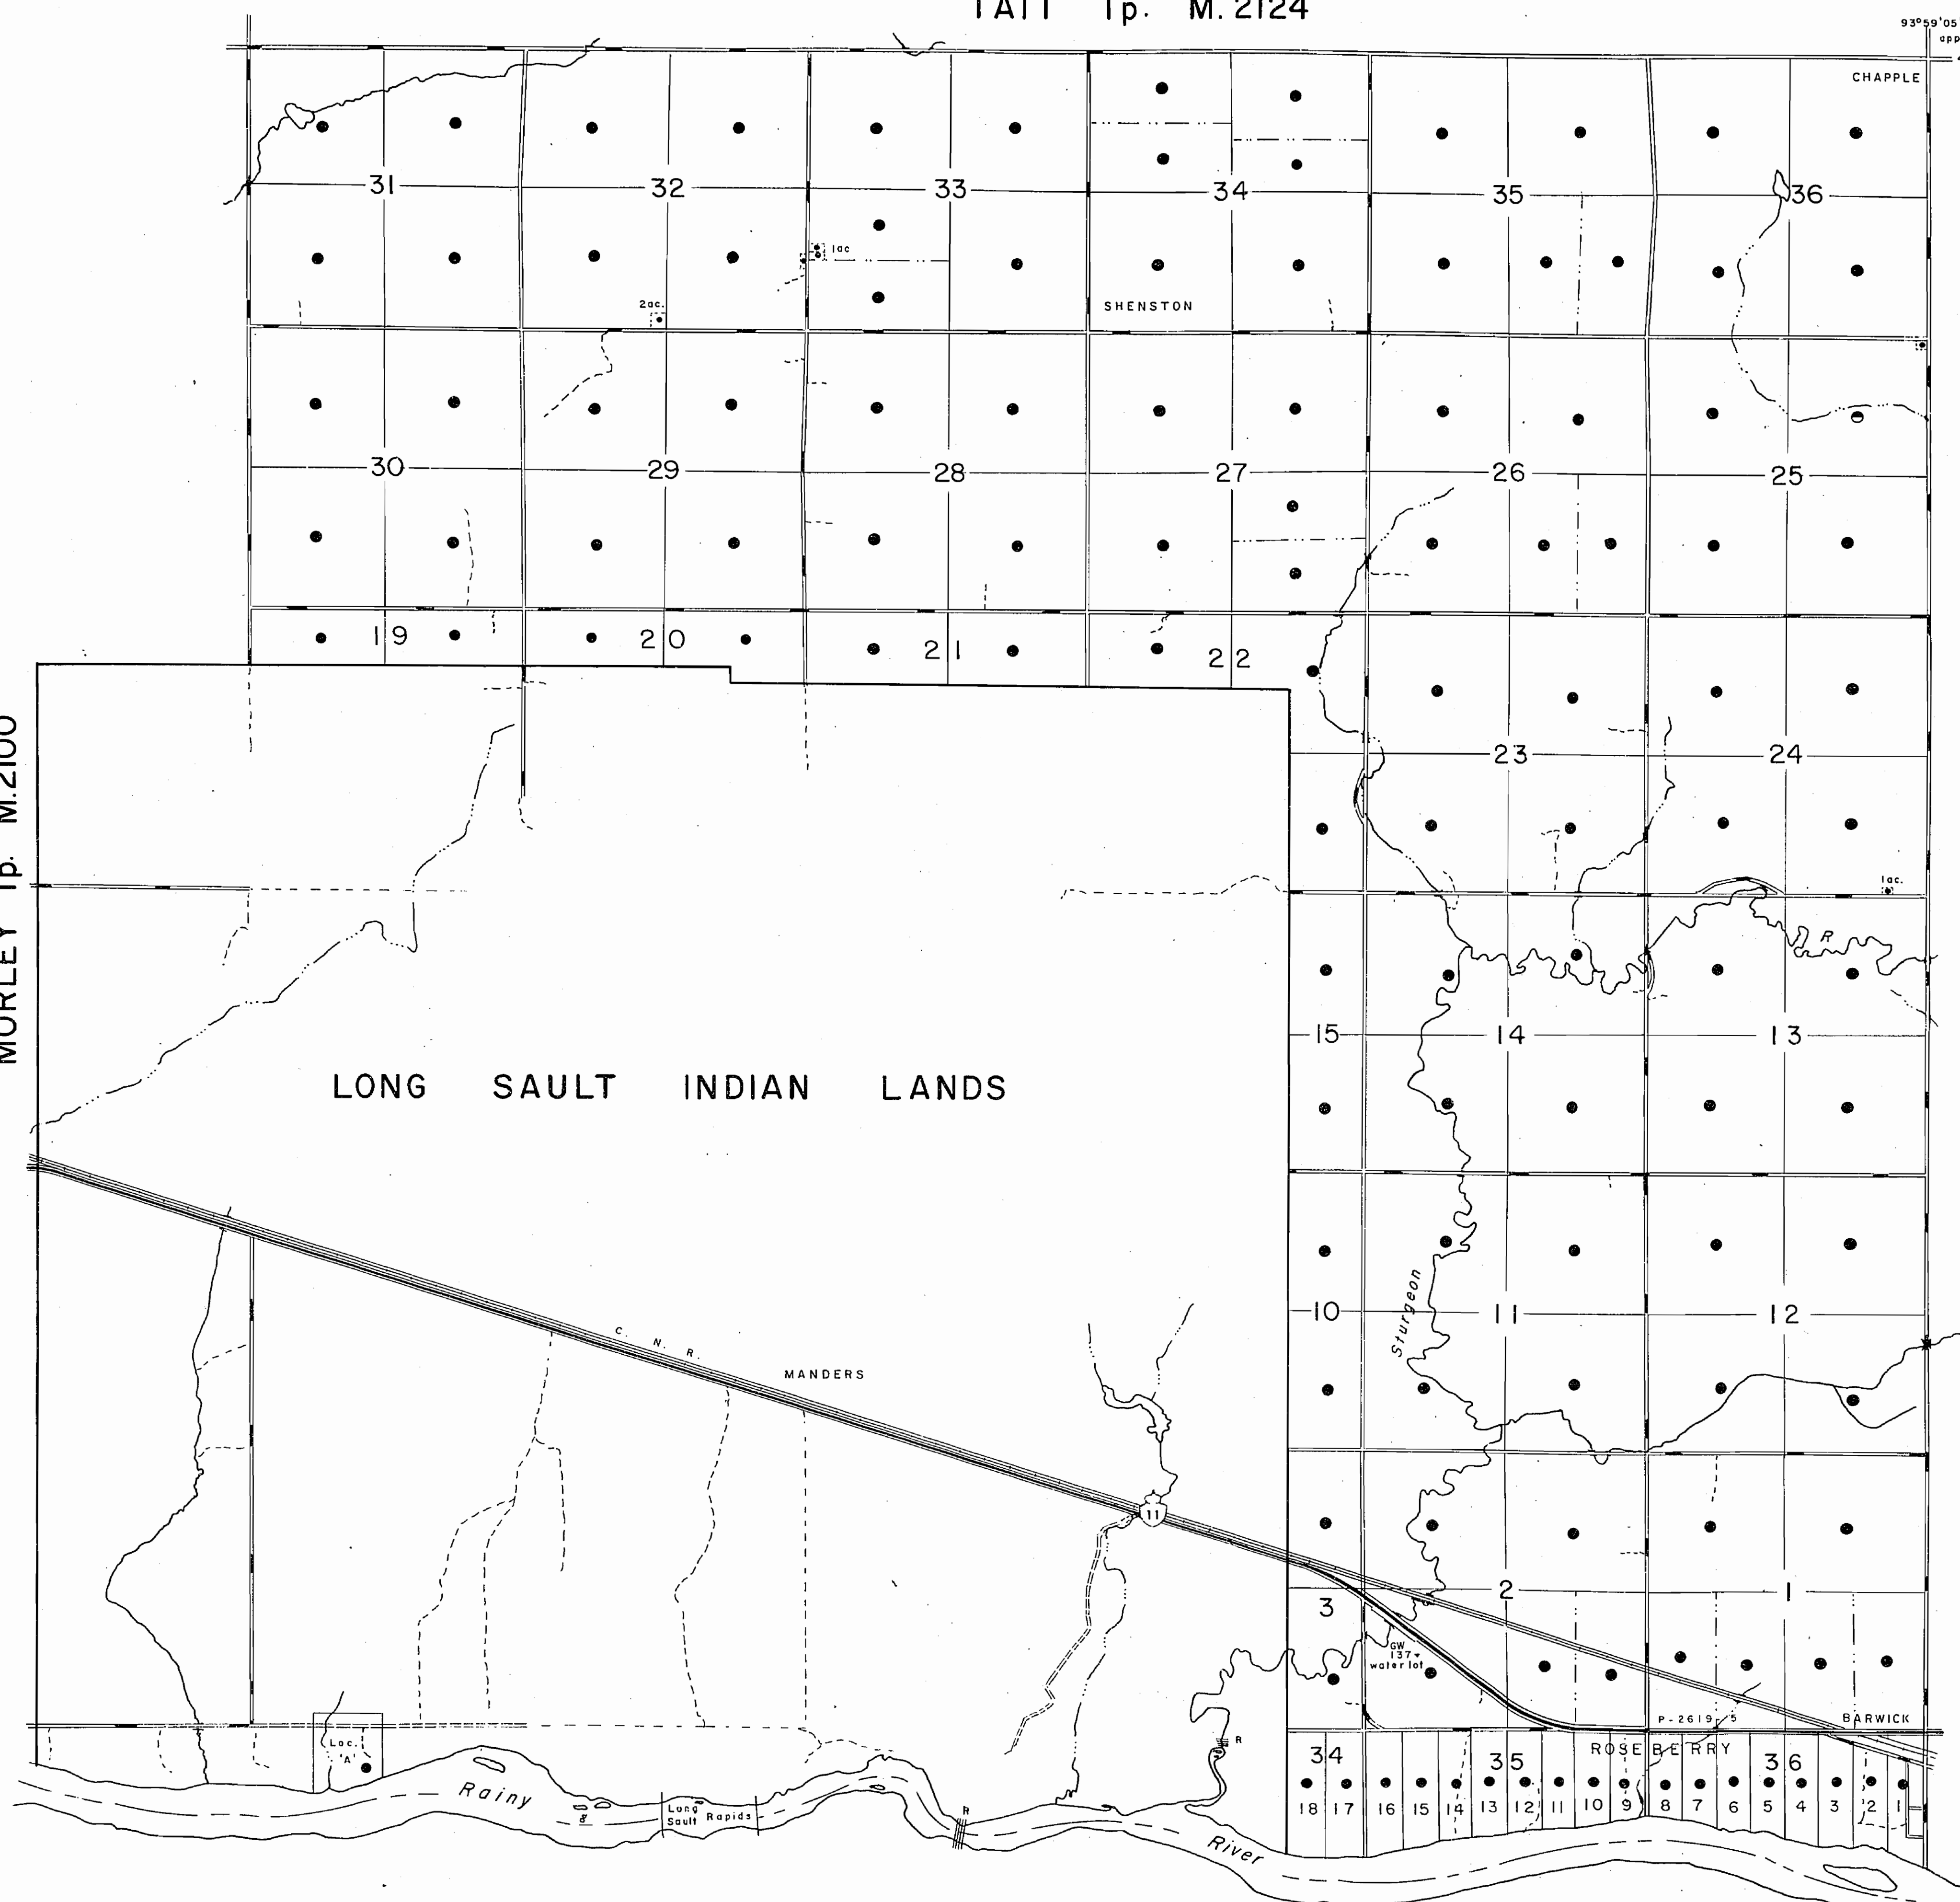 TAIT Tp. M. 2124
93°59'05
app
CHAPPLE
31 32 33 34 35 36
1ac
2ac.
SHENSTON
30 29 28 27 26 25
19 20 21 22
MORLEY Tp. M.2100
23 24
1ac.
R
15 14 13
LONG SAULT INDIAN LANDS
10 11 12
Sturgeon
C. N. R.
MANDERS
11
3 2 1
GW
137
water lot
P-2619-5 BARWICK
Loc.
'A'
34 35 ROSEBERRY 36
18 17 16 15 14 13 12 11 10 9 8 7 6 5 4 3 2 1
R
Rainy
8
Long
Sault Rapids
R
River